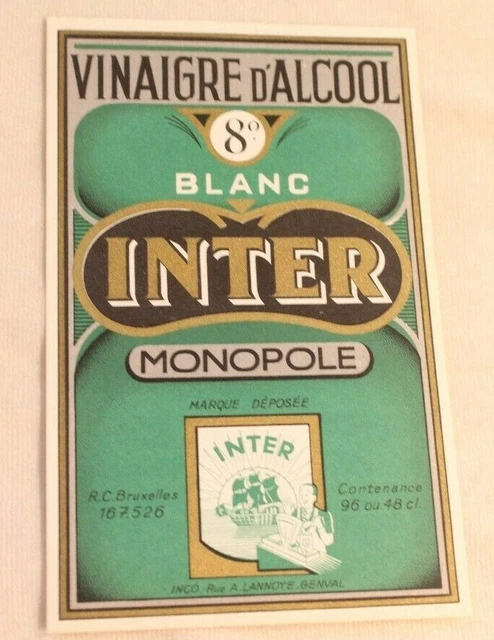 VINAIGRE D'ALCOOL
8°
BLANC
INTER
MONOPOLE
MARQUE DÉPOSÉE
INTER
R.C. Bruxelles
167.526
Contenance
96 ou 48 cl.
INCO. Rue A. LANNOYE. GENVAL